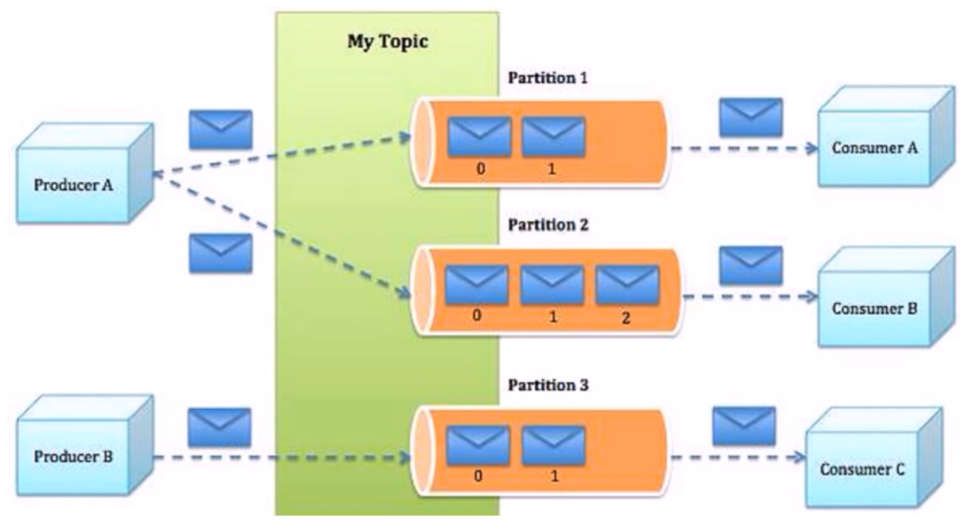 My Topic
Partition 1
0 1
Producer A
Consumer A
Partition 2
0 1 2
Consumer B
Partition 3
0 1
Producer B
Consumer C